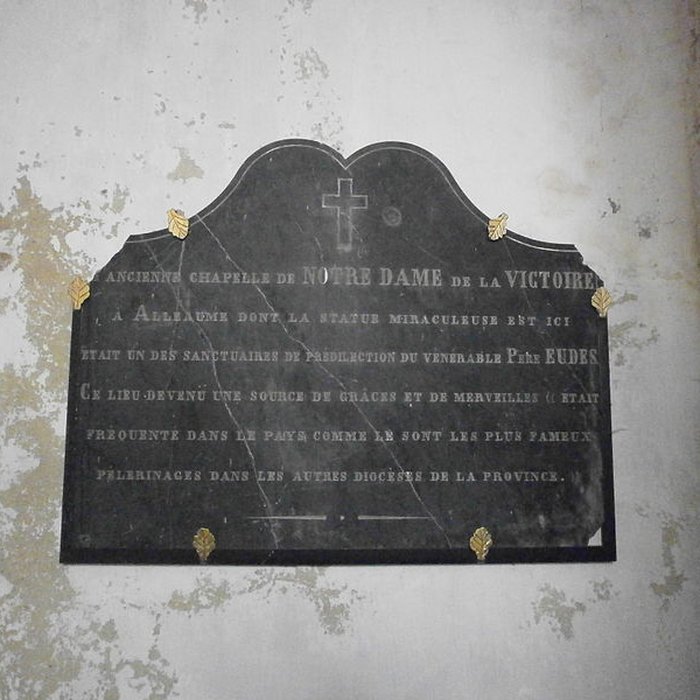 ANCIENNE CHAPELLE DE NOTRE DAME DE LA VICTOIRE
A ALLEAUME DONT LA STATUE MIRACULEUSE EST ICI
ETAIT UN DES SANCTUAIRES DE PRÉDILECTION DU VENERABLE PERE EUDES
CE LIEU DEVENU UNE SOURCE DE GRÂCES ET DE MERVEILLES (( ETAIT
FREQUENTE DANS LE PAYS, COMME LE SONT LES PLUS FAMEUX
PELERINAGES DANS LES AUTRES DIOCESES DE LA PROVINCE.